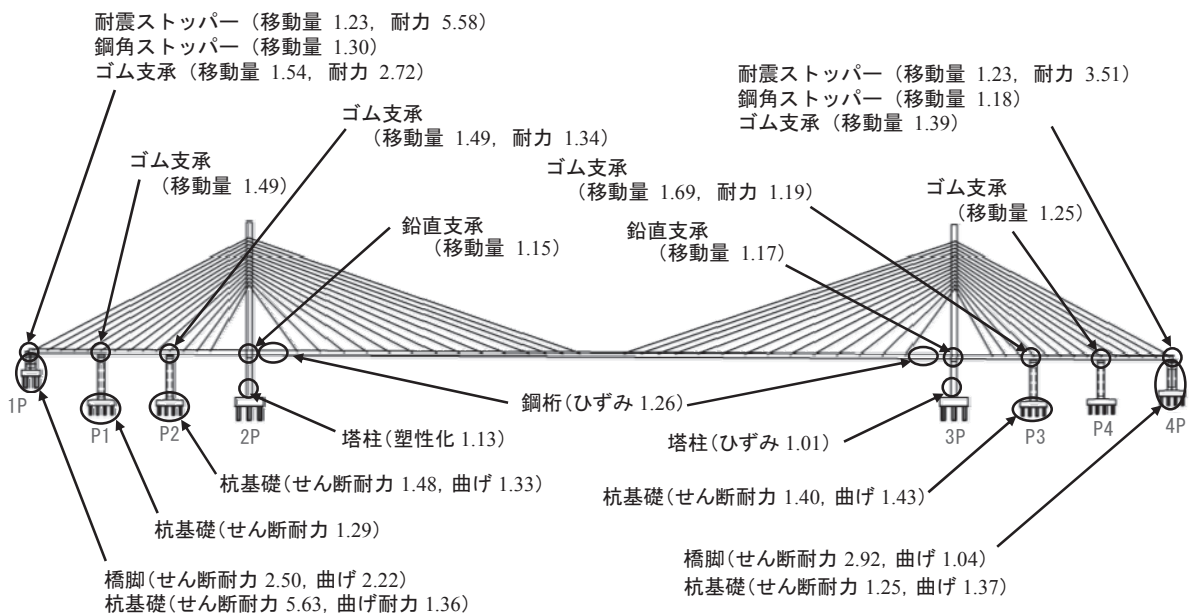 耐震ストッパー（移動量 1.23, 耐力 5.58）
鋼角ストッパー（移動量 1.30）
ゴム支承（移動量 1.54, 耐力 2.72）
耐震ストッパー（移動量 1.23, 耐力 3.51）
鋼角ストッパー（移動量 1.18）
ゴム支承（移動量 1.39）
ゴム支承
（移動量 1.49, 耐力 1.34）
ゴム支承
（移動量 1.49）
ゴム支承
（移動量 1.69, 耐力 1.19）
ゴム支承
（移動量 1.25）
鉛直支承
（移動量 1.15）
鉛直支承
（移動量 1.17）
1P
P1
P2
2P
3P
P3
P4
4P
鋼桁(ひずみ 1.26)
塔柱(塑性化 1.13)
塔柱(ひずみ 1.01)
杭基礎(せん断耐力 1.48, 曲げ 1.33)
杭基礎(せん断耐力 1.40, 曲げ 1.43)
杭基礎(せん断耐力 1.29)
橋脚(せん断耐力 2.50, 曲げ 2.22)
杭基礎(せん断耐力 5.63, 曲げ耐力 1.36)
橋脚(せん断耐力 2.92, 曲げ 1.04)
杭基礎(せん断耐力 1.25, 曲げ 1.37)